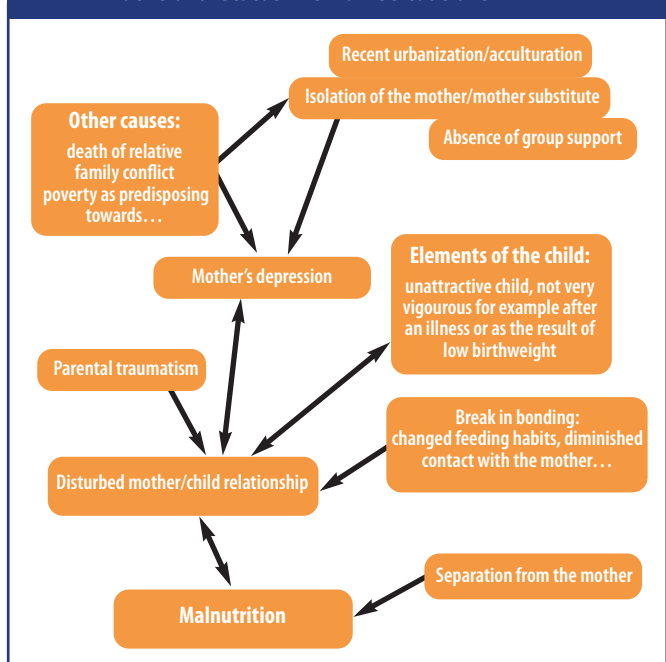 Recent urbanization/acculturation
Isolation of the mother/mother substitute
Absence of group support
Other causes:
death of relative
family conflict
poverty as predisposing
towards…
Mother's depression
Elements of the child:
unattractive child, not very
vigourous for example after
an illness or as the result of
low birthweight
Parental traumatism
Break in bonding:
changed feeding habits, diminished
contact with the mother…
Disturbed mother/child relationship
Separation from the mother
Malnutrition